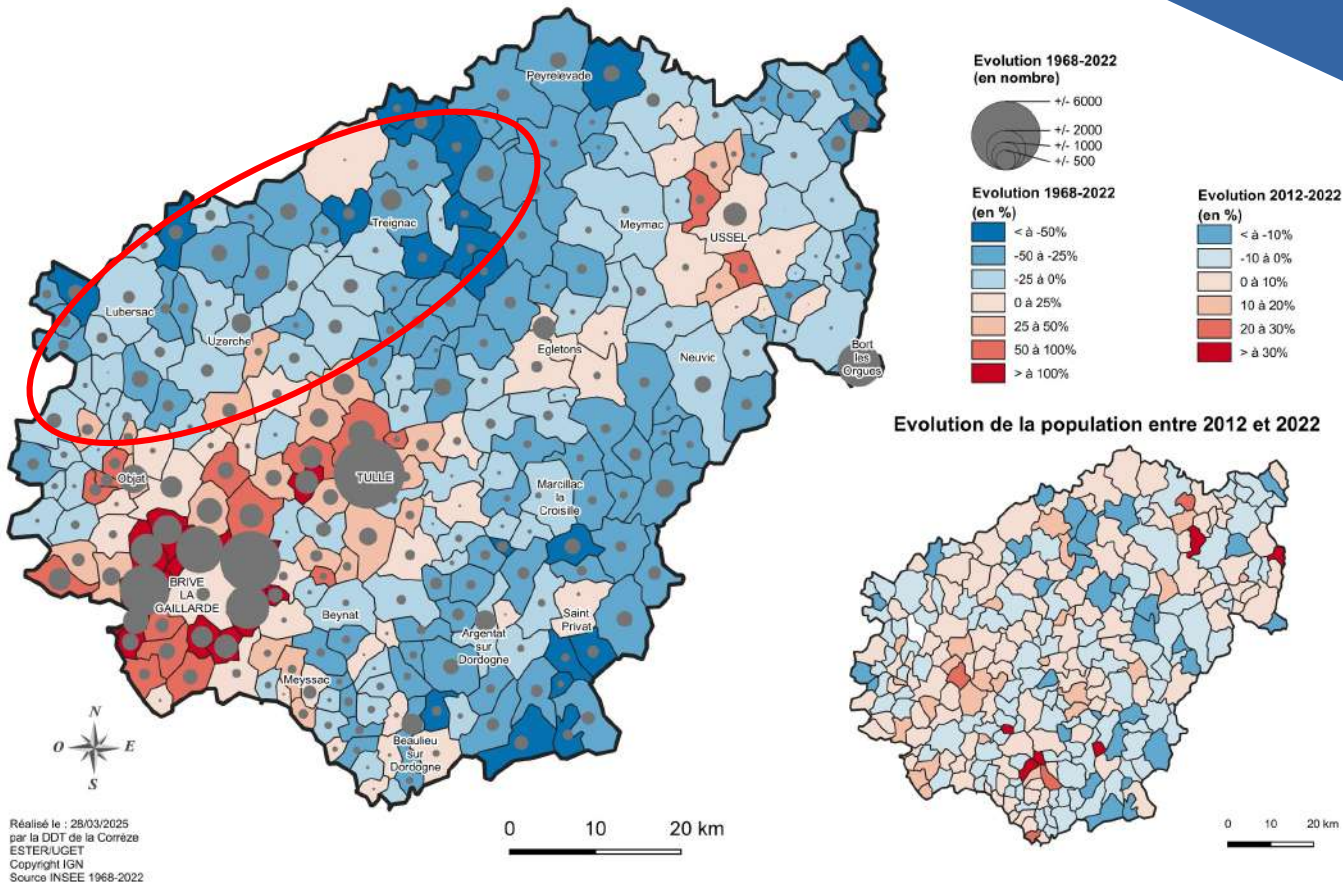 Peyrelevade
Treignac
Meymac
USSEL
Lubersac
Uzerche
Egletons
Neuvic
Bort
les
Orgues
Objat
TULLE
Marcillac
la
Croisille
BRIVE
LA
GAILLARDE
Beynat
Saint
Privat
Argentat
sur
Dordogne
Meyssac
Beaulieu
sur
Dordogne
N
O
E
S
Réalisé le : 28/03/2025
par la DDT de la Corrèze
ESTER/UGET
Copyright IGN
Source INSEE 1968-2022
0 10 20 km
Evolution 1968-2022
(en nombre)
+/- 6000
+/- 2000
+/- 1000
+/- 500
Evolution 1968-2022
(en %)
< à -50%
-50 à -25%
-25 à 0%
0 à 25%
25 à 50%
50 à 100%
> à 100%
Evolution 2012-2022
(en %)
< à -10%
-10 à 0%
0 à 10%
10 à 20%
20 à 30%
> à 30%
Evolution de la population entre 2012 et 2022
0 10 20 km